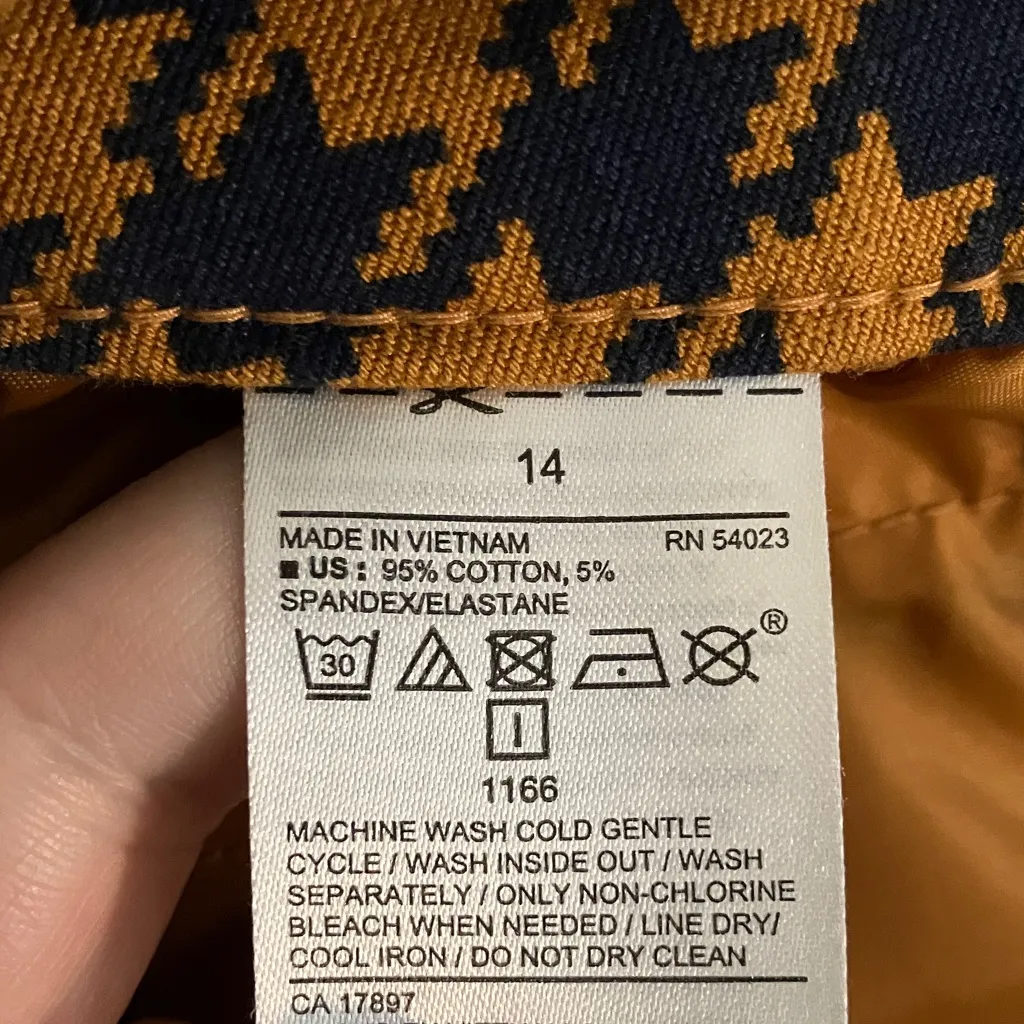 14
MADE IN VIETNAM RN 54023
US: 95% COTTON, 5%
SPANDEX/ELASTANE
30 ®
1166
MACHINE WASH COLD GENTLE
CYCLE / WASH INSIDE OUT / WASH
SEPARATELY / ONLY NON-CHLORINE
BLEACH WHEN NEEDED / LINE DRY/
COOL IRON / DO NOT DRY CLEAN
CA 17897